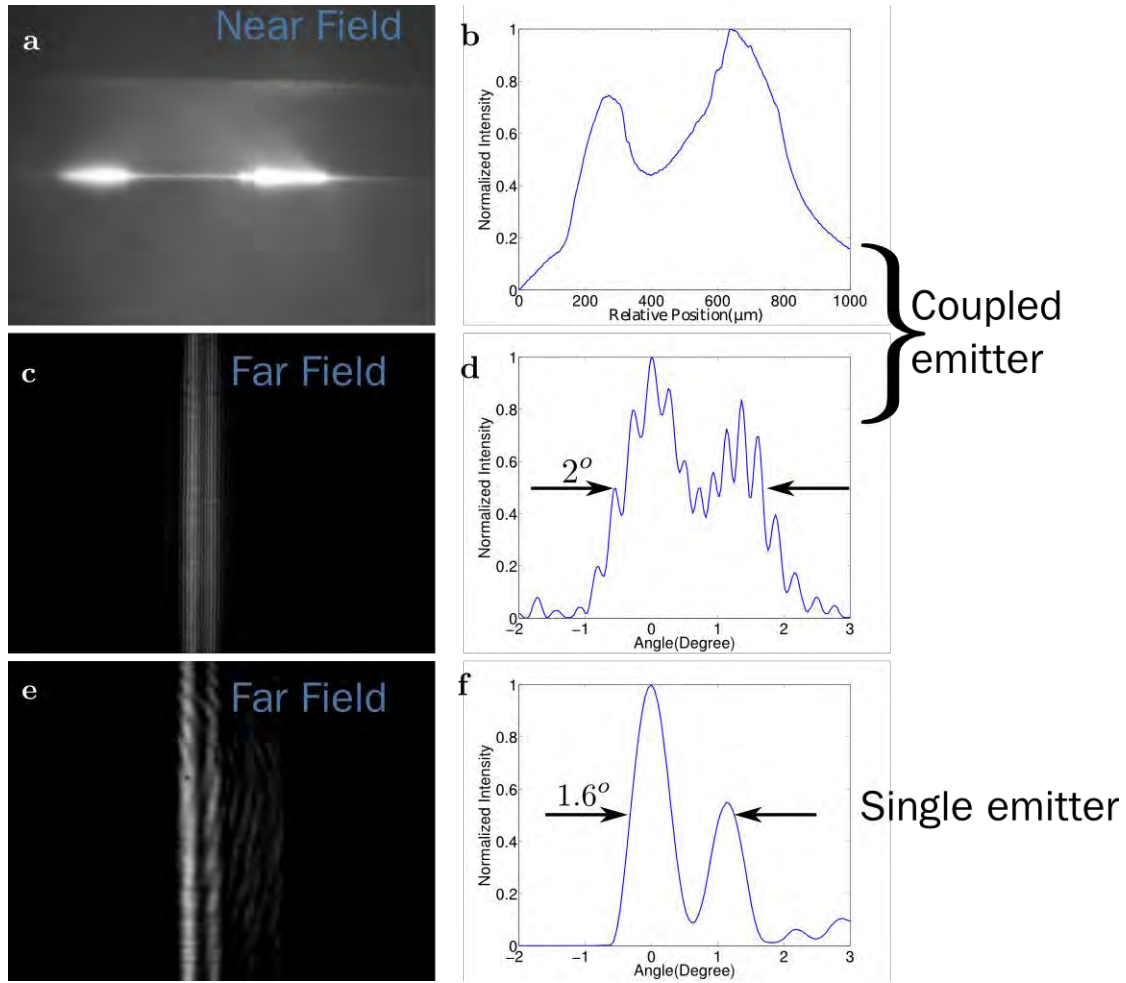 a
Near Field
b
Normalized Intensity
1
0.8
0.6
0.4
0.2
0
0
200
400
600
800
1000
Relative Position(μm)
Coupled
emitter
c
Far Field
d
Normalized Intensity
1
0.8
0.6
0.4
0.2
0
2°
−2
−1
0
1
2
3
Angle(Degree)
e
Far Field
f
Normalized Intensity
1
0.8
0.6
0.4
0.2
0
1.6°
−2
−1
0
1
2
3
Angle(Degree)
Single emitter